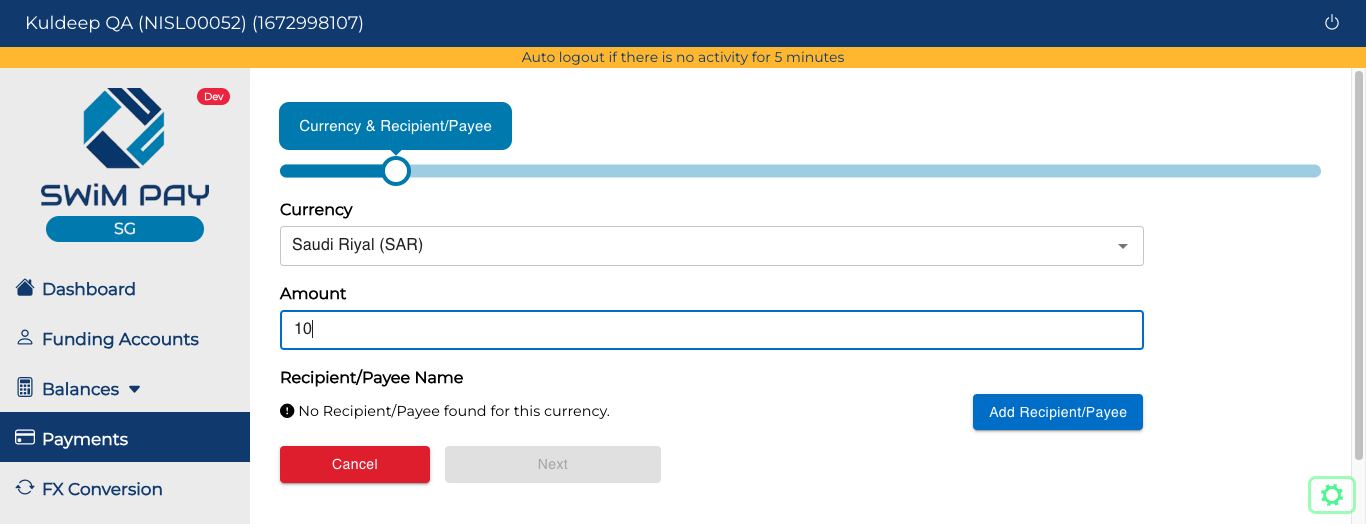 Kuldeep QA (NISL00052) (1672998107)
Auto logout if there is no activity for 5 minutes
Dev
SWiM PAY
SG
Dashboard
Funding Accounts
Balances
Payments
FX Conversion
Currency & Recipient/Payee
Currency
Saudi Riyal (SAR)
Amount
10
Recipient/Payee Name
No Recipient/Payee found for this currency.
Add Recipient/Payee
Cancel
Next